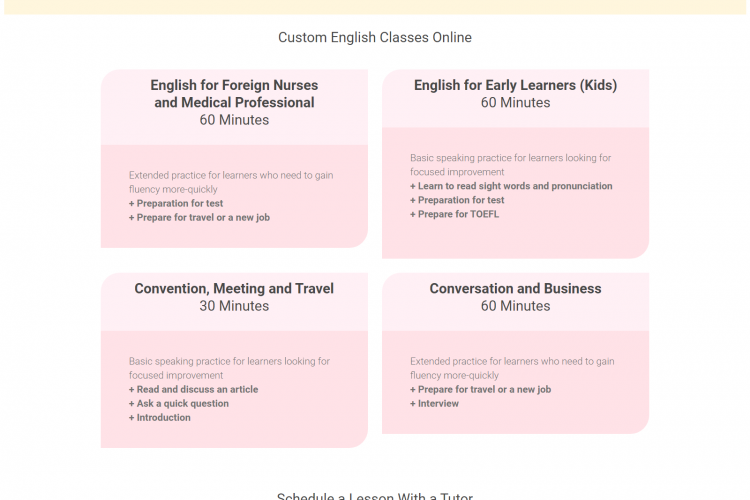 Custom English Classes Online
English for Foreign Nurses
and Medical Professional
60 Minutes
Extended practice for learners who need to gain
fluency more-quickly
+ Preparation for test
+ Prepare for travel or a new job
English for Early Learners (Kids)
60 Minutes
Basic speaking practice for learners looking for
focused improvement
+ Learn to read sight words and pronunciation
+ Preparation for test
+ Prepare for TOEFL
Convention, Meeting and Travel
30 Minutes
Basic speaking practice for learners looking for
focused improvement
+ Read and discuss an article
+ Ask a quick question
+ Introduction
Conversation and Business
60 Minutes
Extended practice for learners who need to gain
fluency more-quickly
+ Prepare for travel or a new job
+ Interview
Schedule a Lesson With a Tutor